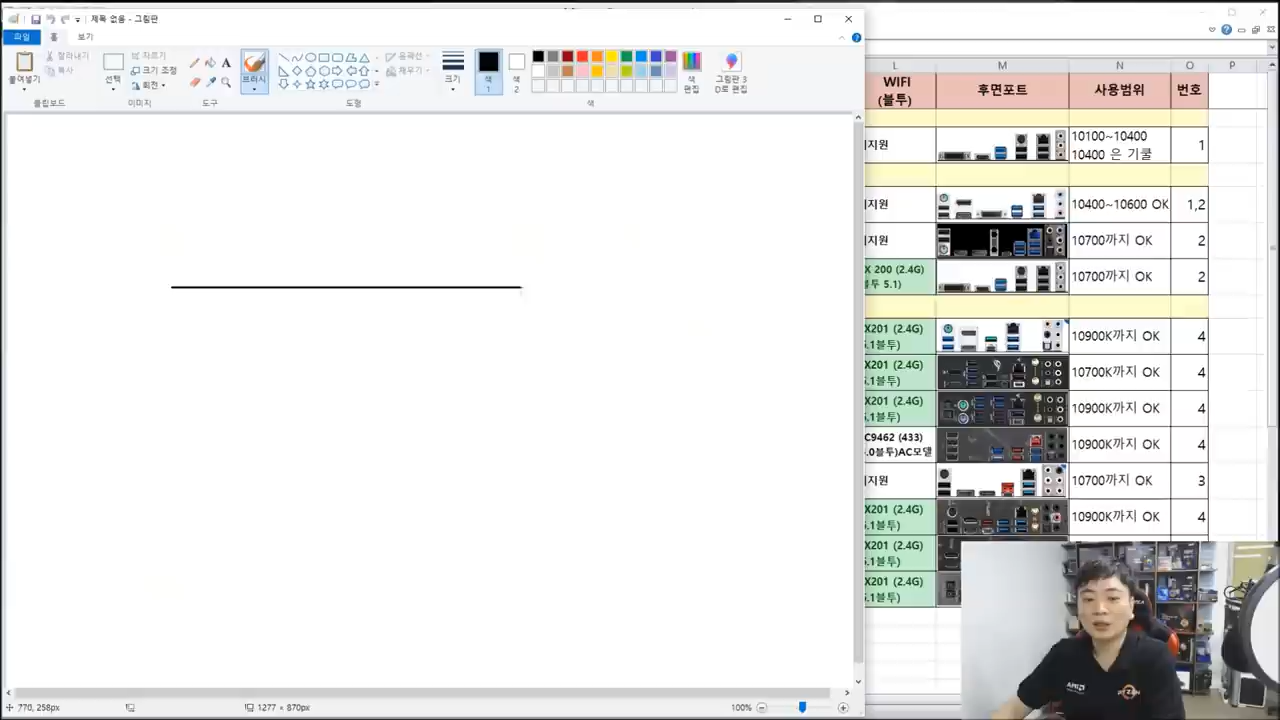 제목 없음 - 그림판
파일 홈 보기
붙여넣기
잘라내기
복사
클립보드
선택
크기 조정
회전
이미지
A
도구
브러시
윤곽선
채우기
도형
크기
색
1
색
2
색
편집
색
그림판 3
D로 편집
L M N O P Q
WIFI
(블투)
후면포트
사용범위
번호
지원
10100~10400
10400 은 기쿨
1
지원
10400~10600 OK
1,2
지원
10700까지 OK
2
X 200 (2.4G)
블투 5.1)
10700까지 OK
2
X201 (2.4G)
5.1블투)
10900K까지 OK
4
X201 (2.4G)
5.1블투)
10700K까지 OK
4
X201 (2.4G)
5.1블투)
10900K까지 OK
4
C9462 (433)
.0블투)AC모델
10900K까지 OK
4
지원
10700까지 OK
3
X201 (2.4G)
5.1블투)
10900K까지 OK
4
X201 (2.4G)
5.1블투)
X201 (2.4G)
5.1블투)
AMD
RYZEN
770, 258px
1277 × 870px
100%